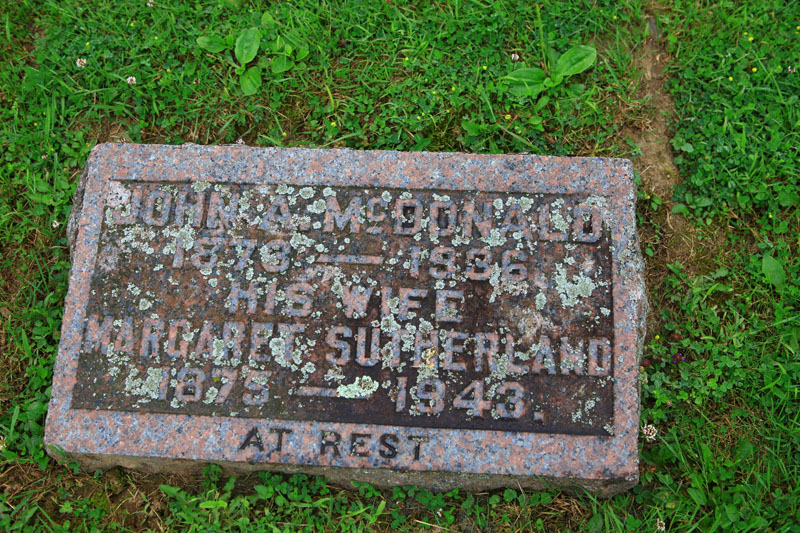 JOHN A. McDONALD
1873 — 1936.
HIS WIFE
MARGARET SUTHERLAND
1875 — 1943.
AT REST